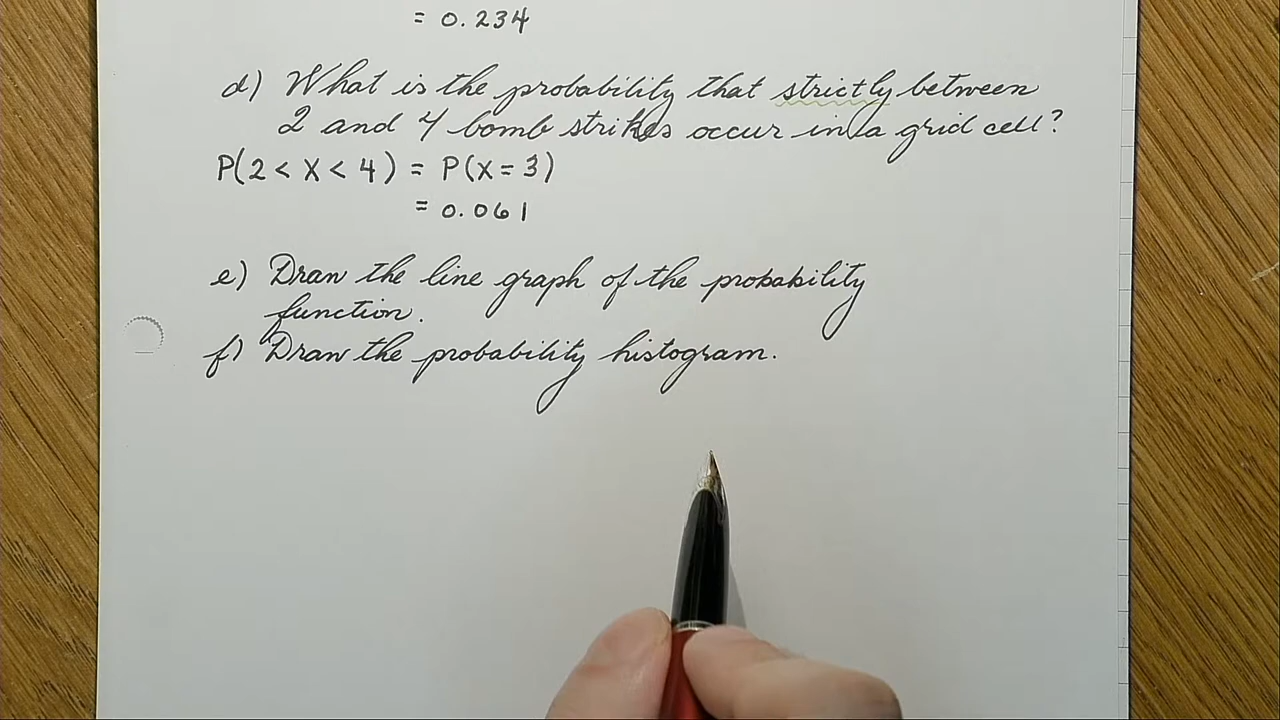 = 0.234
d) What is the probability that strictly between
2 and 4 bomb strikes occur in a grid cell?
P(2 < X < 4) = P(X = 3)
= 0.061
e) Draw the line graph of the probability
function.
f) Draw the probability histogram.